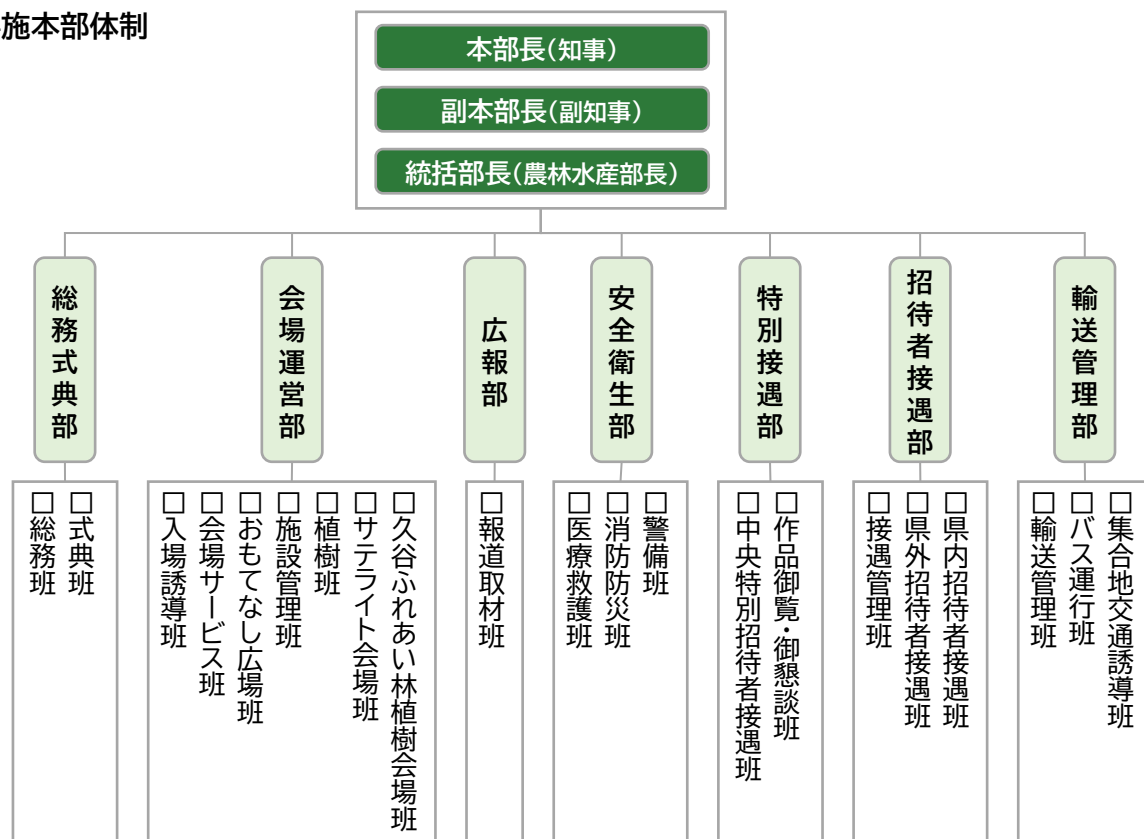 施本部体制
本部長（知事）
副本部長（副知事）
統括部長（農林水産部長）
総務式典部
会場運営部
広報部
安全衛生部
特別接遇部
招待者接遇部
輸送管理部
□総務班
□式典班
□入場誘導班
□会場サービス班
□おもてなし広場班
□施設管理班
□植樹班
□サテライト会場班
□久谷ふれあい林植樹会場班
□報道取材班
□医療救護班
□消防防災班
□警備班
□中央特別招待者接遇班
□作品御覧・御懇談班
□接遇管理班
□県外招待者接遇班
□県内招待者接遇班
□輸送管理班
□バス運行班
□集合地交通誘導班